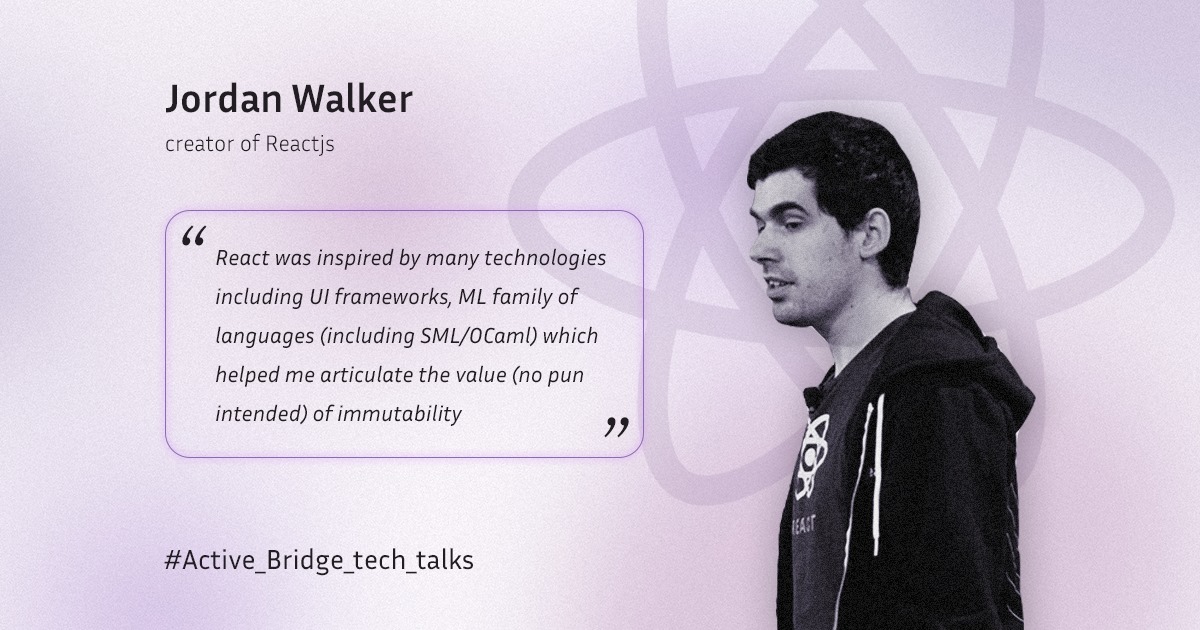 Jordan Walker
creator of Reactjs
“ React was inspired by many technologies
including UI frameworks, ML family of
languages (including SML/OCaml) which
helped me articulate the value (no pun
intended) of immutability ”
REACT
#Active_Bridge_tech_talks